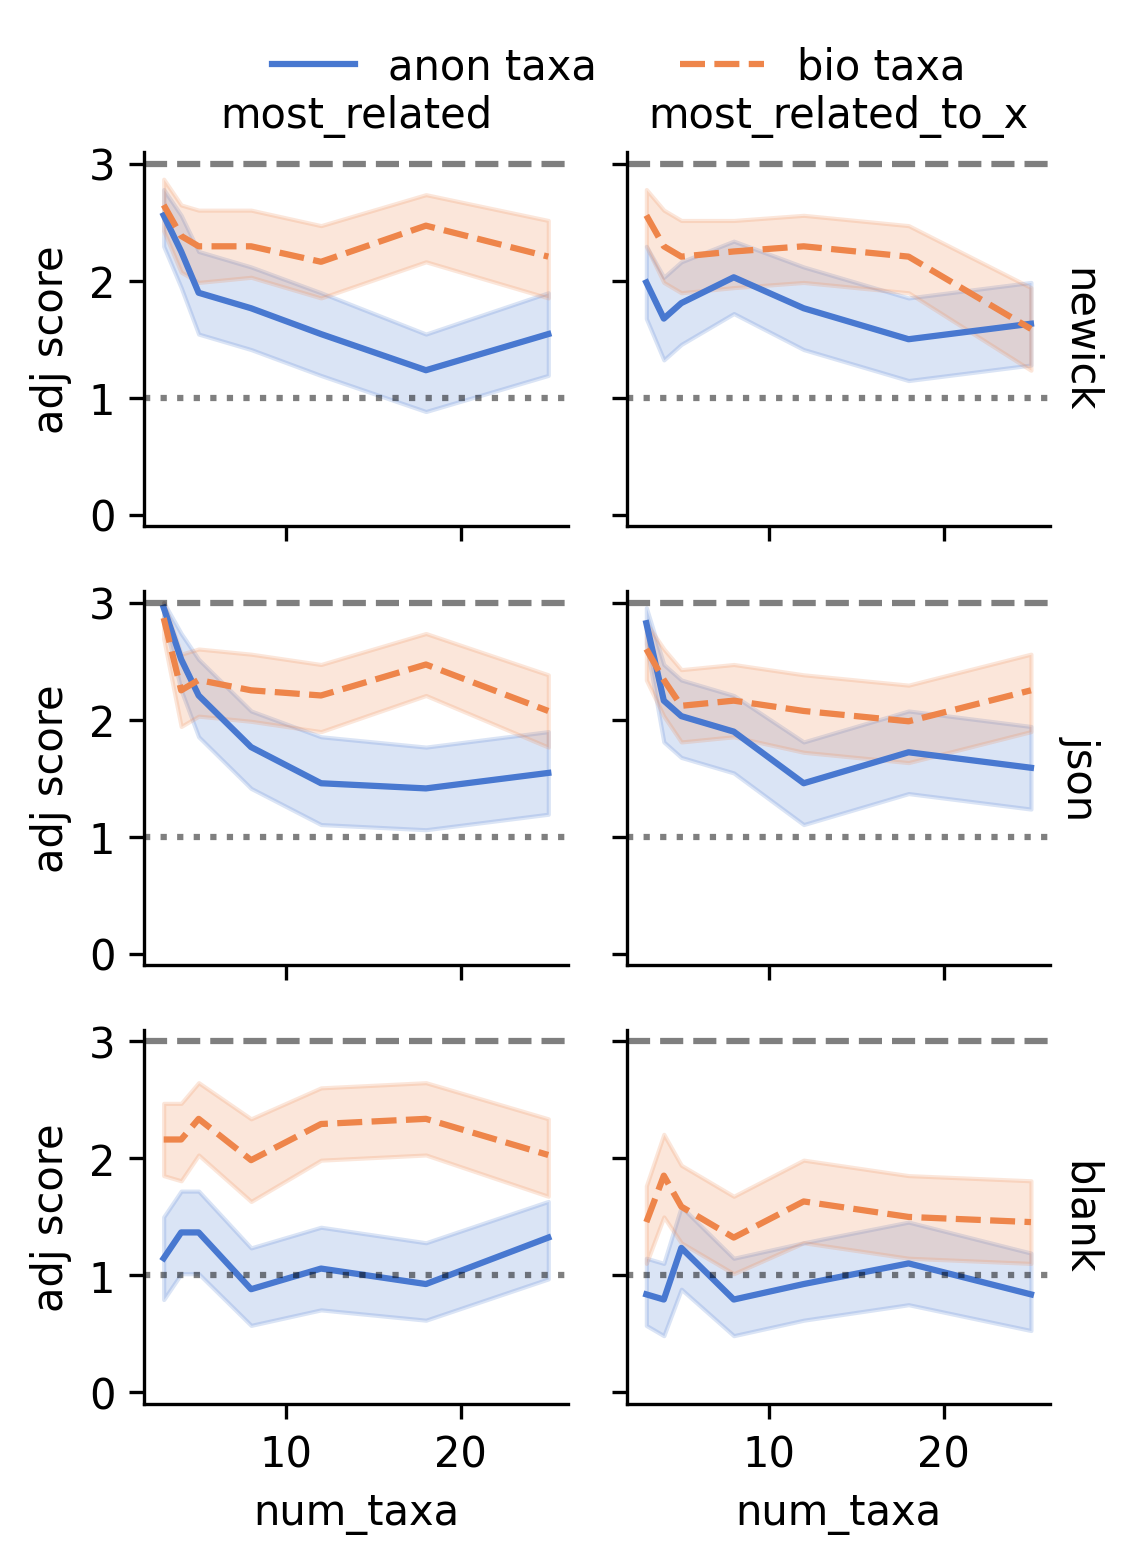 anon taxa bio taxa
most_related most_related_to_x
3
2
1
0
adj score
newick
3
2
1
0
adj score
json
3
2
1
0
adj score
blank
10 20 10 20
num_taxa num_taxa